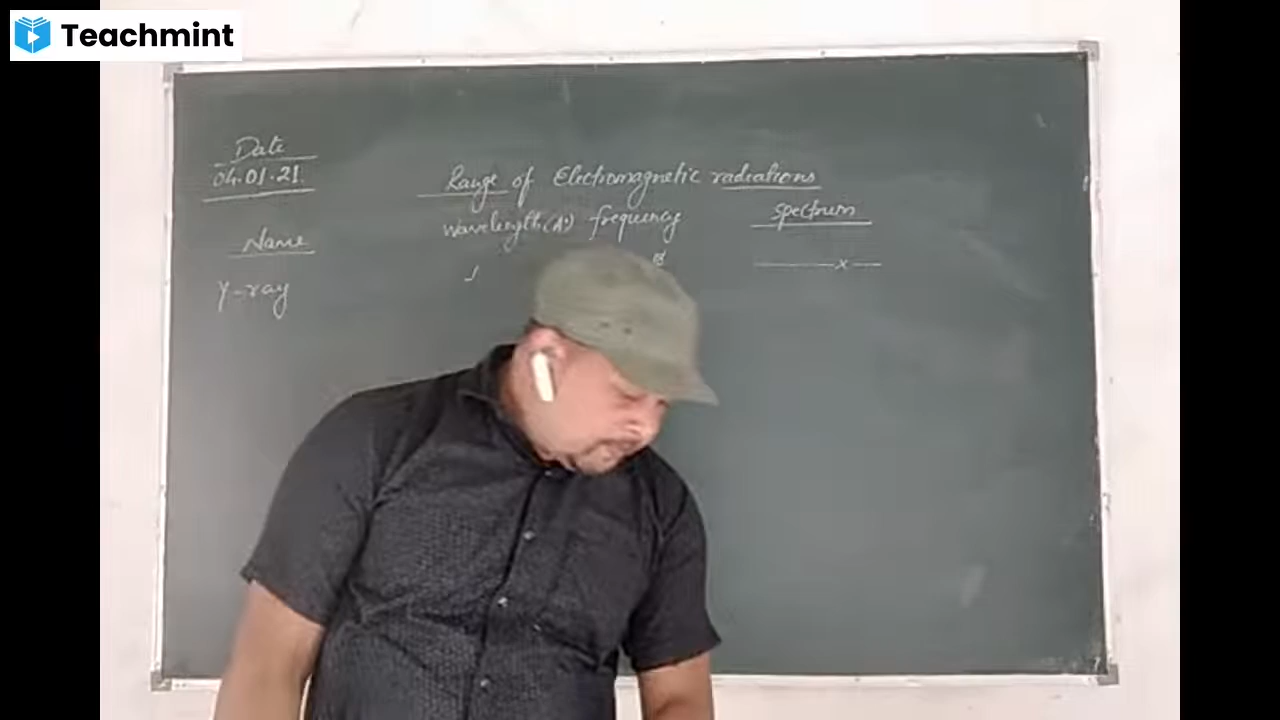 Teachmint
Date
04.01.21
Range of Electromagnetic radiations
Name
Wavelength (A°) frequency
Spectrum
γ-ray